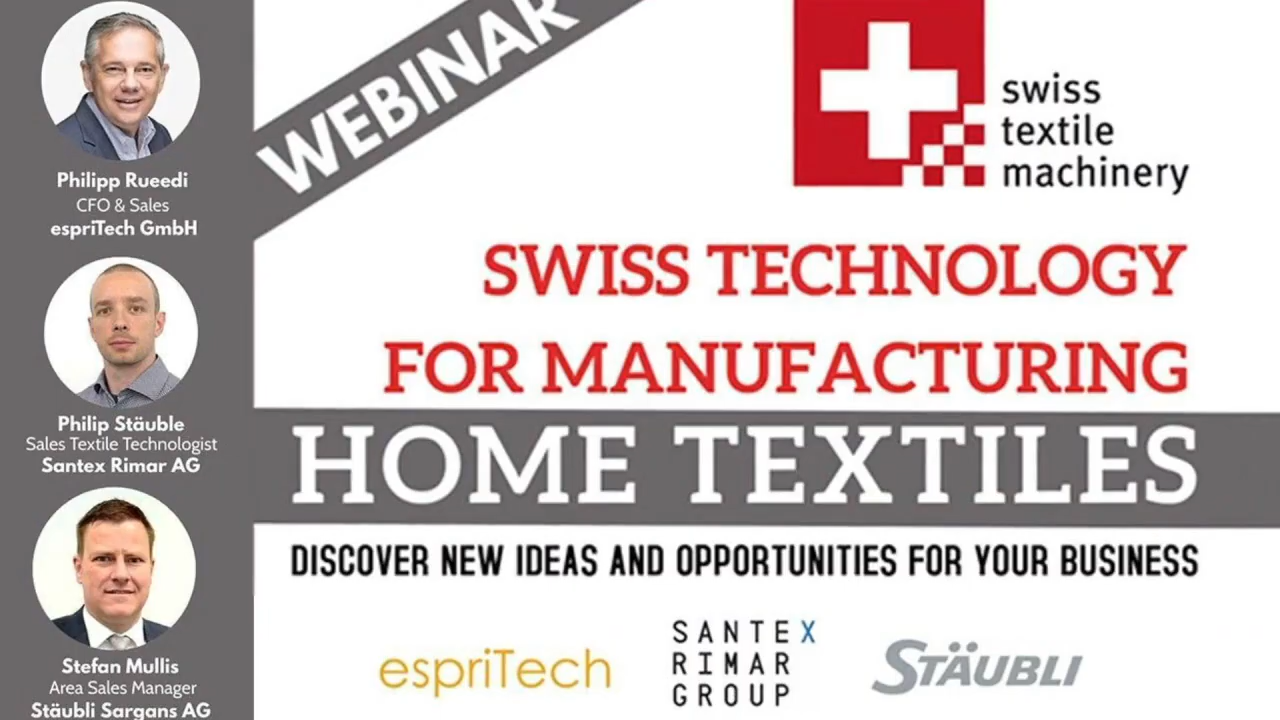 Philipp Rueedi
CFO & Sales
espriTech GmbH
Philip Stäuble
Sales Textile Technologist
Santex Rimar AG
Stefan Mullis
Area Sales Manager
Stäubli Sargans AG
WEBINAR
swiss
textile
machinery
SWISS TECHNOLOGY
FOR MANUFACTURING
HOME TEXTILES
DISCOVER NEW IDEAS AND OPPORTUNITIES FOR YOUR BUSINESS
espriTech
SANTEX
RIMAR
GROUP
STÄUBLI